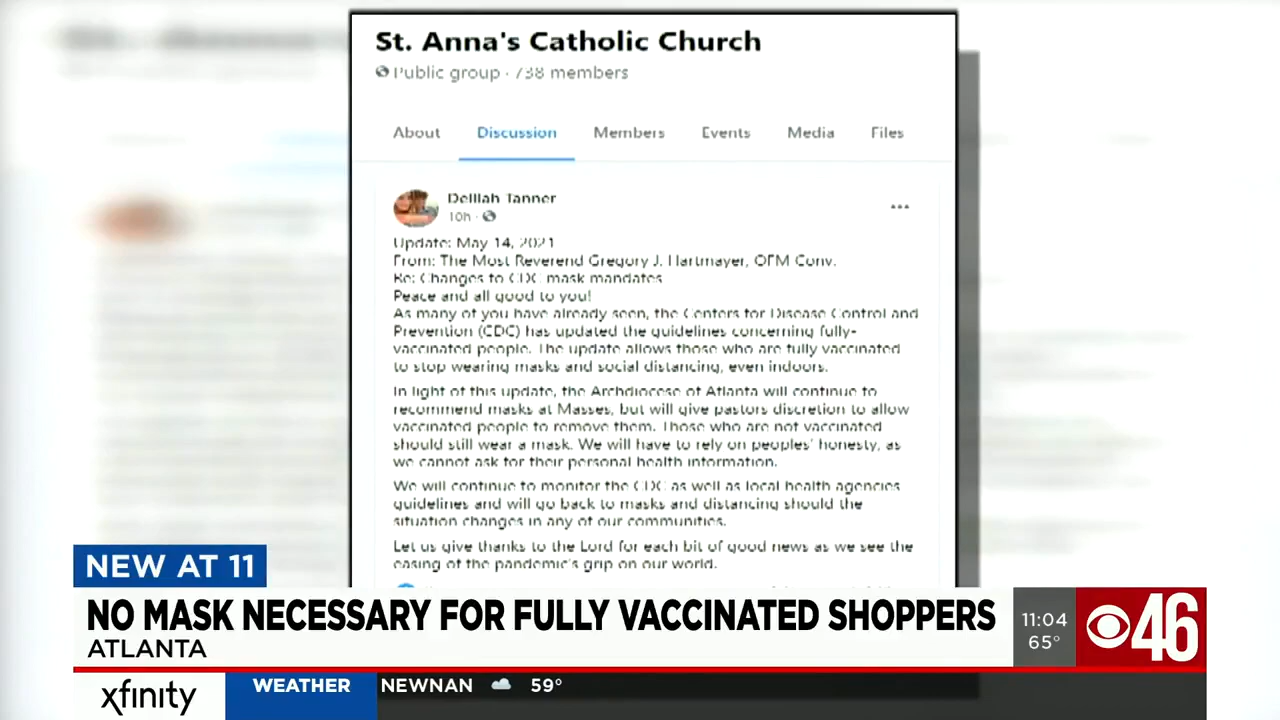 St. Anna's Catholic Church
Public group · 738 members
About Discussion Members Events Media Files
Delilah Tanner
10h ·
Update: May 14, 2021
From: The Most Reverend Gregory J. Hartmayer, OFM Conv.
Re: Changes to CDC mask mandates
Peace and all good to you!
As many of you have already seen, the Centers for Disease Control and
Prevention (CDC) has updated the guidelines concerning fully-
vaccinated people. The update allows those who are fully vaccinated
to stop wearing masks and social distancing, even indoors.
In light of this update, the Archdiocese of Atlanta will continue to
recommend masks at Masses, but will give pastors discretion to allow
vaccinated people to remove them. Those who are not vaccinated
should still wear a mask. We will have to rely on peoples' honesty, as
we cannot ask for their personal health information.
We will continue to monitor the CDC as well as local health agencies
guidelines and will go back to masks and distancing should the
situation changes in any of our communities.
Let us give thanks to the Lord for each bit of good news as we see the
easing of the pandemic's grip on our world.
NEW AT 11
NO MASK NECESSARY FOR FULLY VACCINATED SHOPPERS
ATLANTA
11:04
65°
46
xfinity
WEATHER NEWNAN 59°